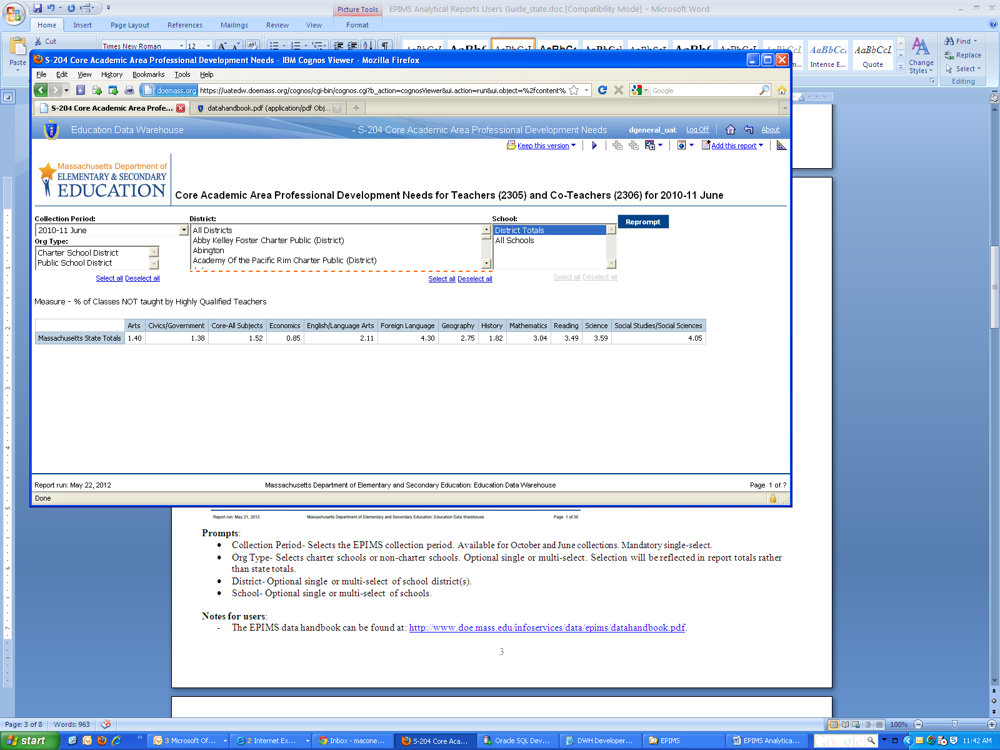 EPIMS Analytical Reports Users Guide_state.doc [Compatibility Mode] - Microsoft Word
Picture Tools
Home Insert Page Layout References Mailings Review View Format
Cut
Paste
Times New Roman 12
AaBbCcI Intense E... Quote
Change Styles
Find
Replace
Select
Editing
S-204 Core Academic Area Professional Development Needs - IBM Cognos Viewer - Mozilla Firefox
File Edit View History Bookmarks Tools Help
doemass.org https://uatedw.doemass.org/cognos/cgi-bin/cognos.cgi?b_action=cognosViewer&ui.action=run&ui.object=%2fcontent% Google
S-204 Core Academic Area Profe... datahandbook.pdf (application/pdf Obj...
Education Data Warehouse - S-204 Core Academic Area Professional Development Needs dgeneral_uat Log Off About
Keep this version Add this report
Massachusetts Department of
ELEMENTARY & SECONDARY
EDUCATION
Core Academic Area Professional Development Needs for Teachers (2305) and Co-Teachers (2306) for 2010-11 June
Collection Period: District: School:
2010-11 June All Districts District Totals Reprompt
Org Type: Abby Kelley Foster Charter Public (District) All Schools
Charter School District Abington
Public School District Academy Of the Pacific Rim Charter Public (District)
Select all Deselect all Select all Deselect all Select all Deselect all
Measure - % of Classes NOT taught by Highly Qualified Teachers
Arts Civics/Government Core-All Subjects Economics English/Language Arts Foreign Language Geography History Mathematics Reading Science Social Studies/Social Sciences
Massachusetts State Totals 1.40 1.38 1.52 0.85 2.11 4.30 2.75 1.82 3.04 3.49 3.59 4.05
Report run: May 22, 2012 Massachusetts Department of Elementary and Secondary Education: Education Data Warehouse Page 1 of ?
Done
Report run: May 21, 2012 Massachusetts Department of Elementary and Secondary Education: Education Data Warehouse Page 1 of 36
Prompts:
• Collection Period- Selects the EPIMS collection period. Available for October and June collections. Mandatory single-select.
• Org Type- Selects charter schools or non-charter schools. Optional single or multi-select. Selection will be reflected in report totals rather
than state totals.
• District- Optional single or multi-select of school district(s).
• School- Optional single or multi-select of schools.
Notes for users:
- The EPIMS data handbook can be found at: http://www.doe.mass.edu/infoservices/data/epims/datahandbook.pdf.
3
Page: 3 of 8 Words: 963 100%
start 3 Microsoft Of... 2 Internet Ex... Inbox - macone... S-204 Core Aca... Oracle SQL Dev... DWH Developer... EPIMS EPIMS Analytica... Google 11:42 AM